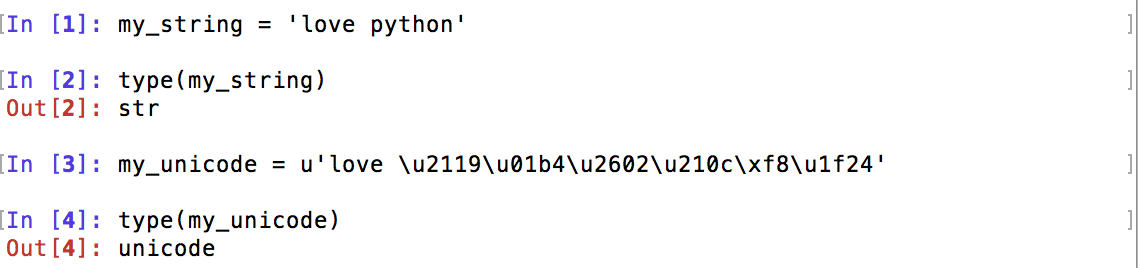 In [1]: my_string = 'love python'
In [2]: type(my_string)
Out[2]: str
In [3]: my_unicode = u'love \u2119\u01b4\u2602\u210c\xf8\u1f24'
In [4]: type(my_unicode)
Out[4]: unicode